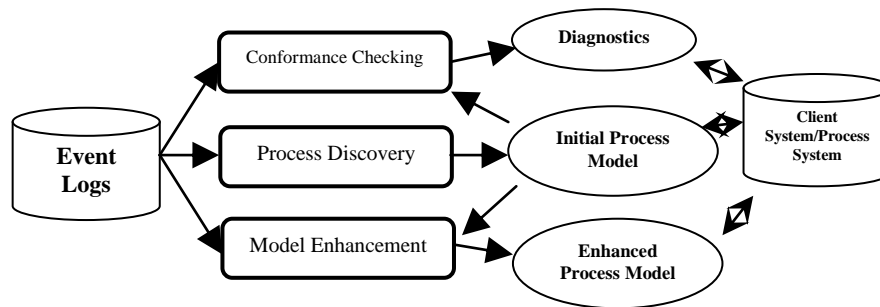 Conformance Checking
Diagnostics
Event
Logs
Process Discovery
Initial Process
Model
Client
System/Process
System
Model Enhancement
Enhanced
Process Model